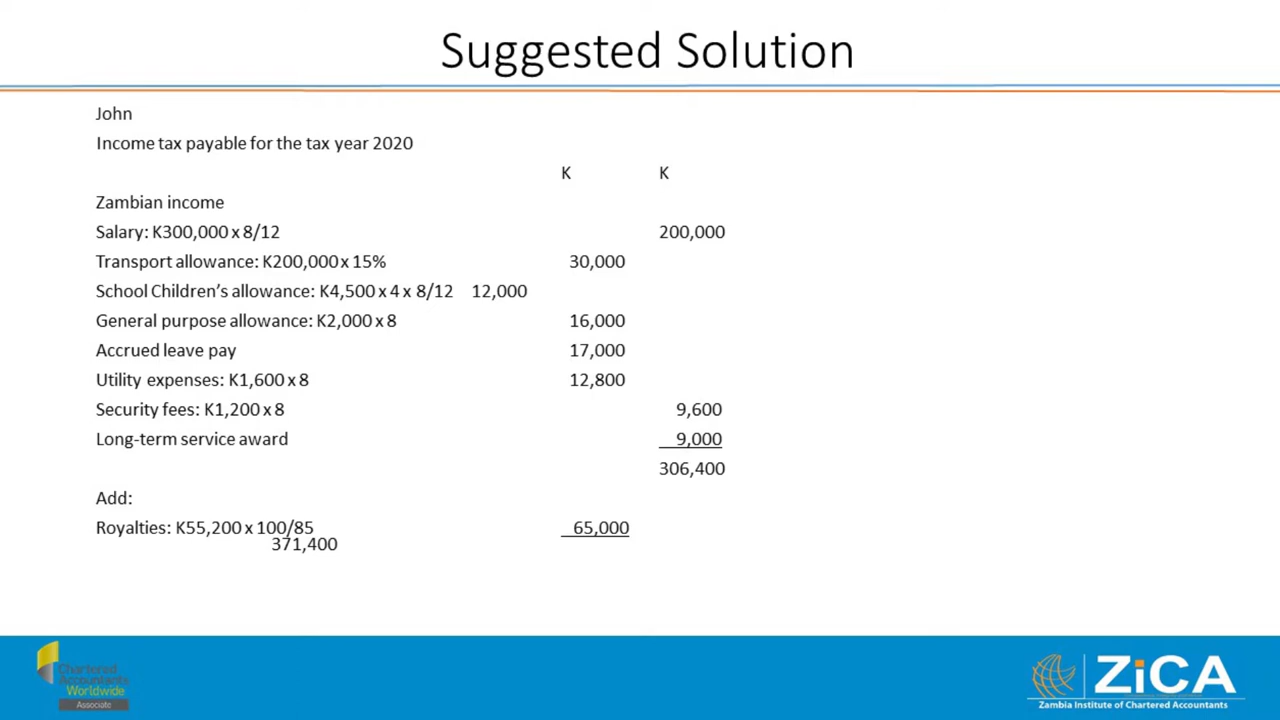 Suggested Solution
John
Income tax payable for the tax year 2020
K K
Zambian income
Salary: K300,000 x 8/12 200,000
Transport allowance: K200,000 x 15% 30,000
School Children’s allowance: K4,500 x 4 x 8/12 12,000
General purpose allowance: K2,000 x 8 16,000
Accrued leave pay 17,000
Utility expenses: K1,600 x 8 12,800
Security fees: K1,200 x 8 9,600
Long-term service award 9,000
306,400
Add:
Royalties: K55,200 x 100/85 65,000
371,400
Chartered
Accountants
Worldwide
Associate
ZiCA
Zambia Institute of Chartered Accountants